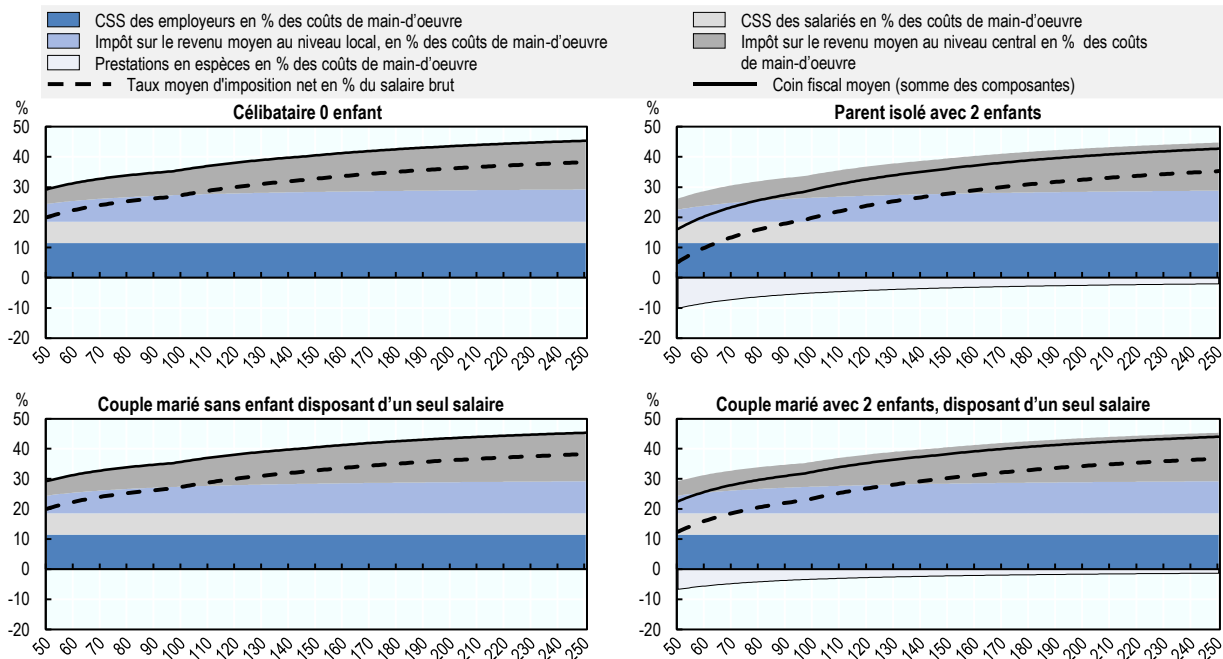 CSS des employeurs en % des coûts de main-d'oeuvre
CSS des salariés en % des coûts de main-d'oeuvre
Impôt sur le revenu moyen au niveau local, en % des coûts de main-d'oeuvre
Impôt sur le revenu moyen au niveau central en % des coûts
de main-d'oeuvre
Prestations en espèces en % des coûts de main-d'oeuvre
Taux moyen d'imposition net en % du salaire brut
Coin fiscal moyen (somme des composantes)
%
Célibataire 0 enfant
50
40
30
20
10
0
-10
-20
50 60 70 80 90 100 110 120 130 140 150 160 170 180 190 200 210 220 230 240 250
%
Parent isolé avec 2 enfants
50
40
30
20
10
0
-10
-20
50 60 70 80 90 100 110 120 130 140 150 160 170 180 190 200 210 220 230 240 250
%
Couple marié sans enfant disposant d’un seul salaire
50
40
30
20
10
0
-10
-20
50 60 70 80 90 100 110 120 130 140 150 160 170 180 190 200 210 220 230 240 250
%
Couple marié avec 2 enfants, disposant d’un seul salaire
50
40
30
20
10
0
-10
-20
50 60 70 80 90 100 110 120 130 140 150 160 170 180 190 200 210 220 230 240 250